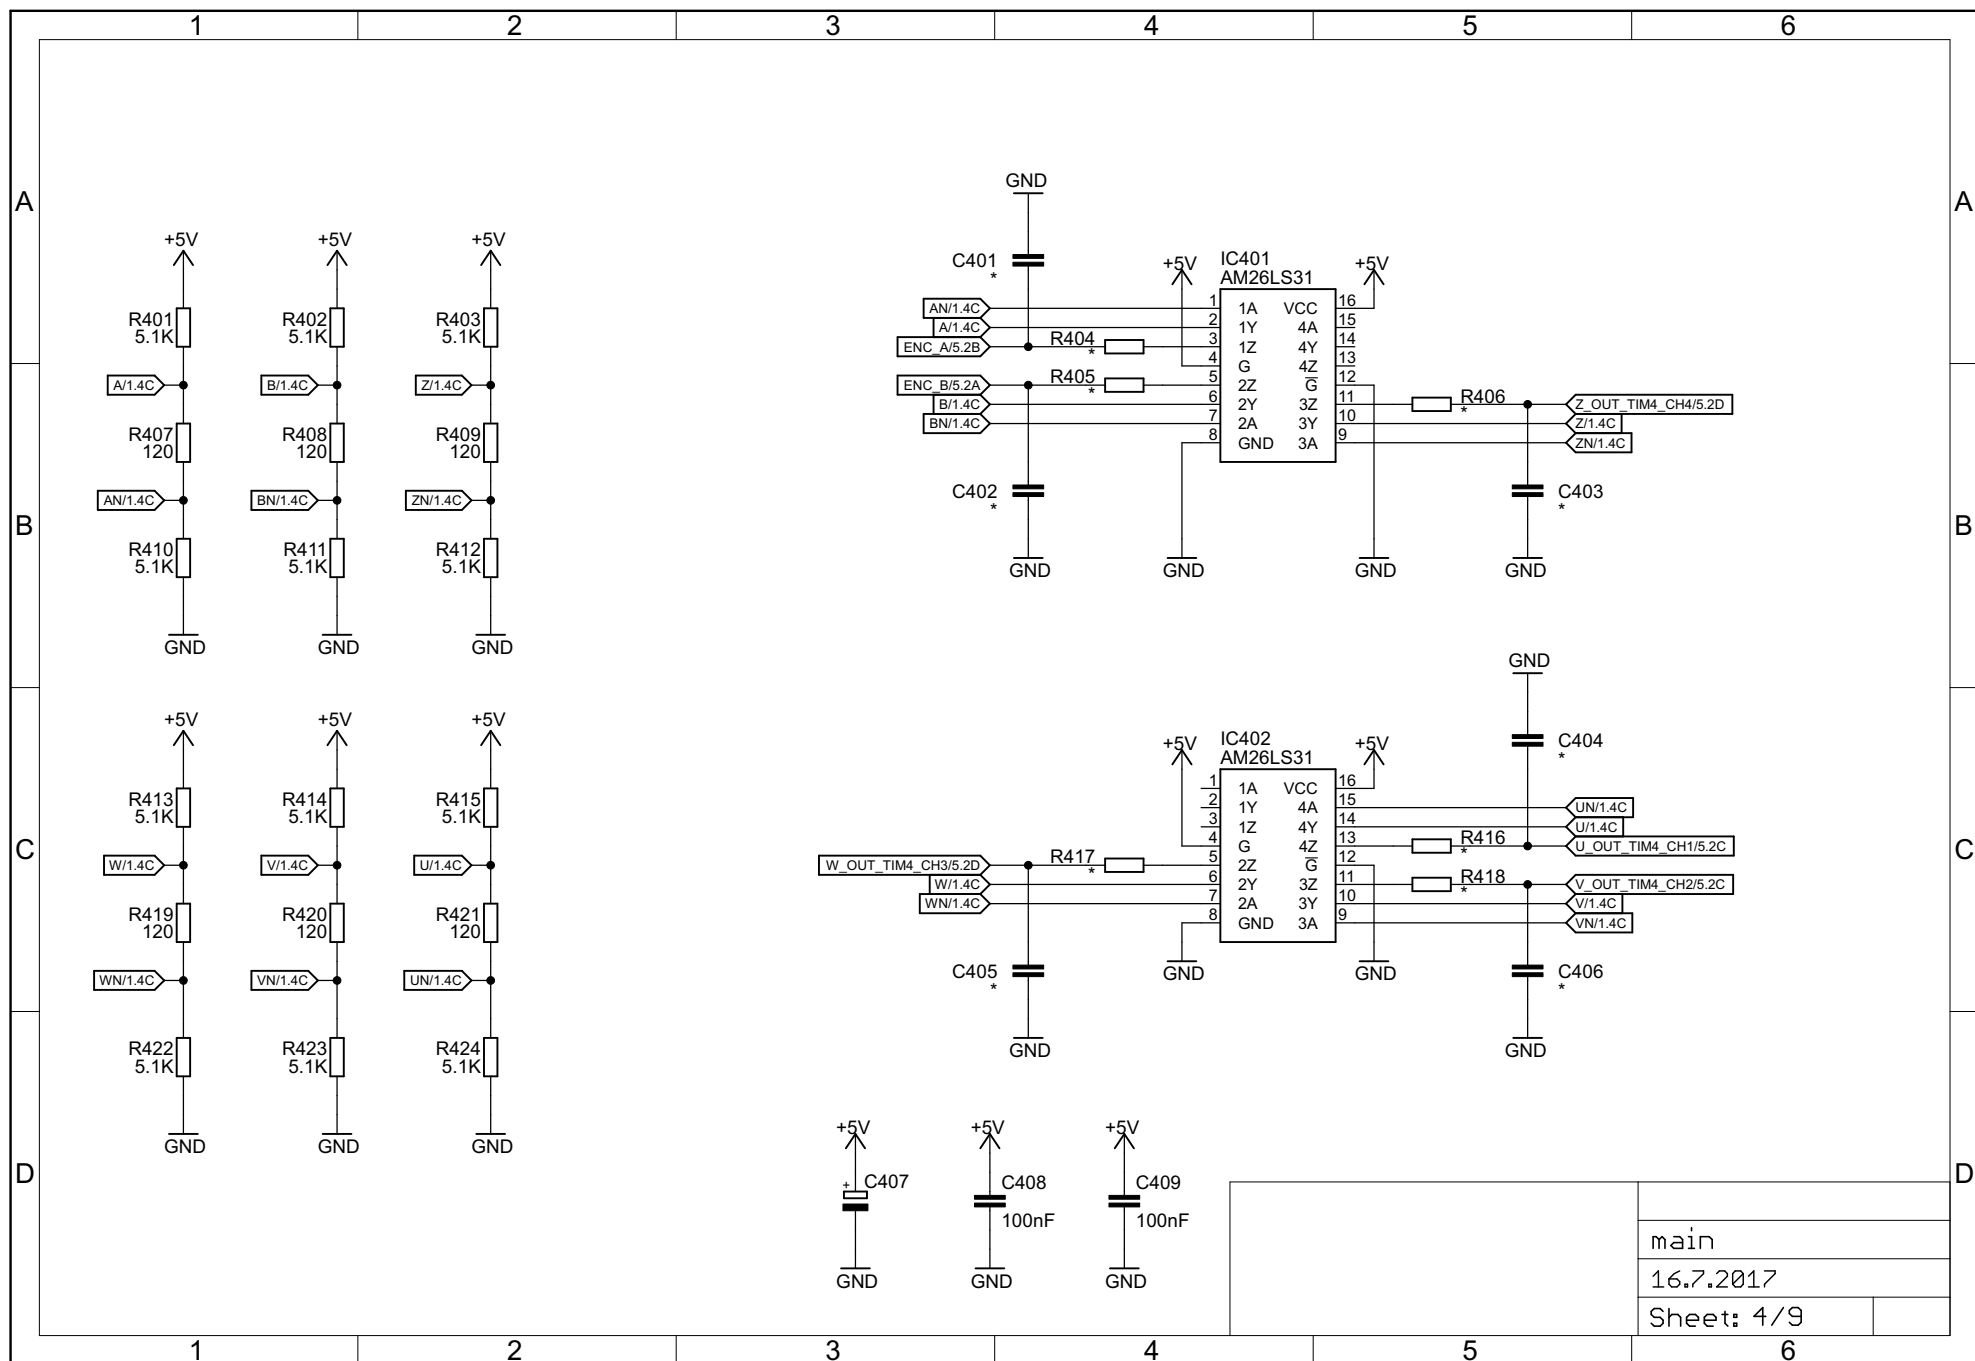 1 2 3 4 5 6
A A
B B
C C
D D
+5V +5V +5V
R401 5.1K
R402 5.1K
R403 5.1K
A/1.4C
B/1.4C
Z/1.4C
R407 120
R408 120
R409 120
AN/1.4C
BN/1.4C
ZN/1.4C
R410 5.1K
R411 5.1K
R412 5.1K
GND GND GND
+5V +5V +5V
R413 5.1K
R414 5.1K
R415 5.1K
W/1.4C
V/1.4C
U/1.4C
R419 120
R420 120
R421 120
WN/1.4C
VN/1.4C
UN/1.4C
R422 5.1K
R423 5.1K
R424 5.1K
GND GND GND
GND
C401 *
+5V
IC401
AM26LS31
+5V
AN/1.4C
A/1.4C
ENC_A/5.2B
R404 *
ENC_B/5.2A
R405 *
B/1.4C
BN/1.4C
1 1A VCC 16
2 1Y 4A 15
3 1Z 4Y 14
4 G 4Z 13
5 2Z G 12
6 2Y 3Z 11
7 2A 3Y 10
8 GND 3A 9
R406 *
Z_OUT_TIM4_CH4/5.2D
Z/1.4C
ZN/1.4C
C402 *
C403 *
GND GND GND GND
GND
C404 *
+5V
IC402
AM26LS31
+5V
1 1A VCC 16
2 1Y 4A 15
3 1Z 4Y 14
4 G 4Z 13
5 2Z G 12
6 2Y 3Z 11
7 2A 3Y 10
8 GND 3A 9
UN/1.4C
U/1.4C
R416 *
U_OUT_TIM4_CH1/5.2C
W_OUT_TIM4_CH3/5.2D
R417 *
W/1.4C
WN/1.4C
R418 *
V_OUT_TIM4_CH2/5.2C
V/1.4C
VN/1.4C
C405 *
GND GND
C406 *
GND GND
+5V +5V +5V
+ C407
C408 100nF
C409 100nF
GND GND GND
main
16.7.2017
Sheet: 4/9
1 2 3 4 5 6